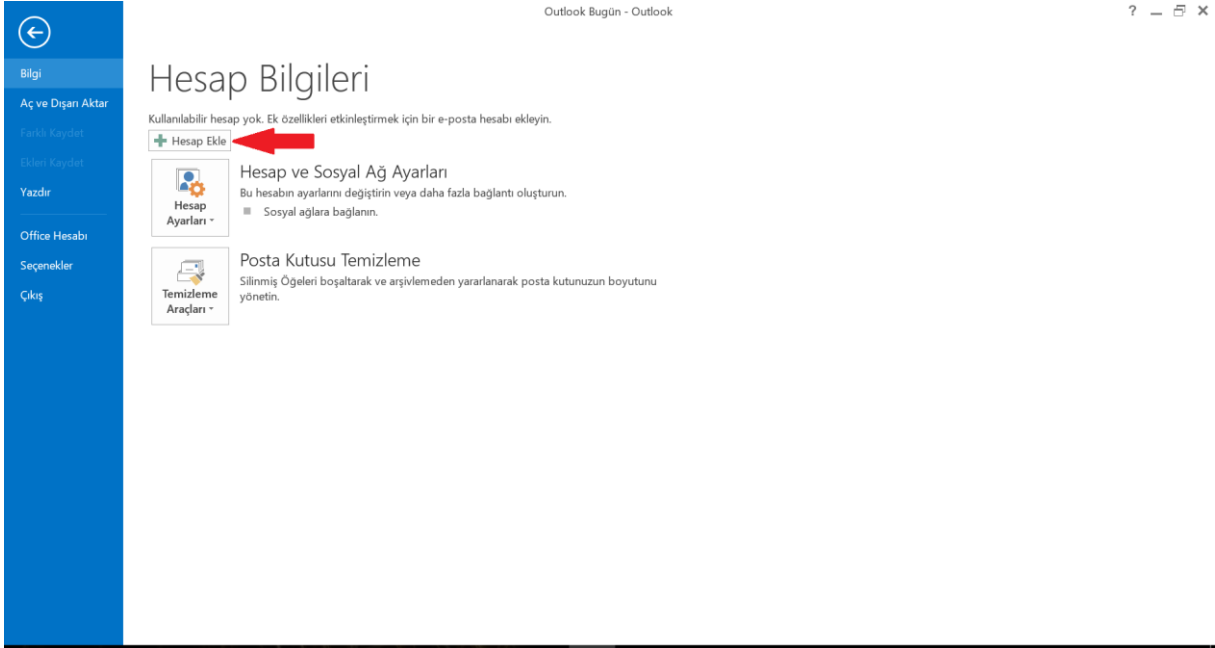 Outlook Bugün - Outlook
?
Bilgi
Aç ve Dışarı Aktar
Farklı Kaydet
Ekleri Kaydet
Yazdır
Office Hesabı
Seçenekler
Çıkış
Hesap Bilgileri
Kullanılabilir hesap yok. Ek özellikleri etkinleştirmek için bir e-posta hesabı ekleyin.
Hesap Ekle
Hesap
Ayarları
Hesap ve Sosyal Ağ Ayarları
Bu hesabın ayarlarını değiştirin veya daha fazla bağlantı oluşturun.
Sosyal ağlara bağlanın.
Temizleme
Araçları
Posta Kutusu Temizleme
Silinmiş Öğeleri boşaltarak ve arşivlemeden yararlanarak posta kutunuzun boyutunu
yönetin.